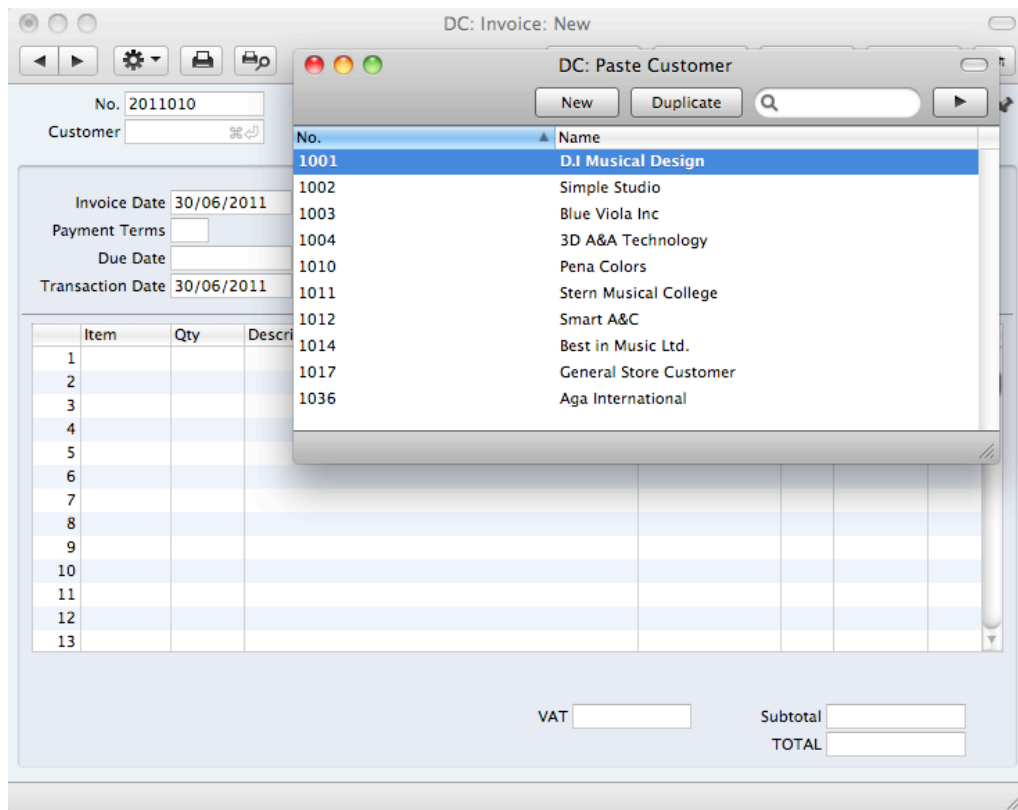 DC: Invoice: New
DC: Paste Customer
New Duplicate
No. 2011010
Customer ⌘⏎
No. Name
1001 D.I Musical Design
1002 Simple Studio
1003 Blue Viola Inc
1004 3D A&A Technology
1010 Pena Colors
1011 Stern Musical College
1012 Smart A&C
1014 Best in Music Ltd.
1017 General Store Customer
1036 Aga International
Invoice Date 30/06/2011
Payment Terms
Due Date
Transaction Date 30/06/2011
Item Qty Descri
1
2
3
4
5
6
7
8
9
10
11
12
13
VAT Subtotal
TOTAL